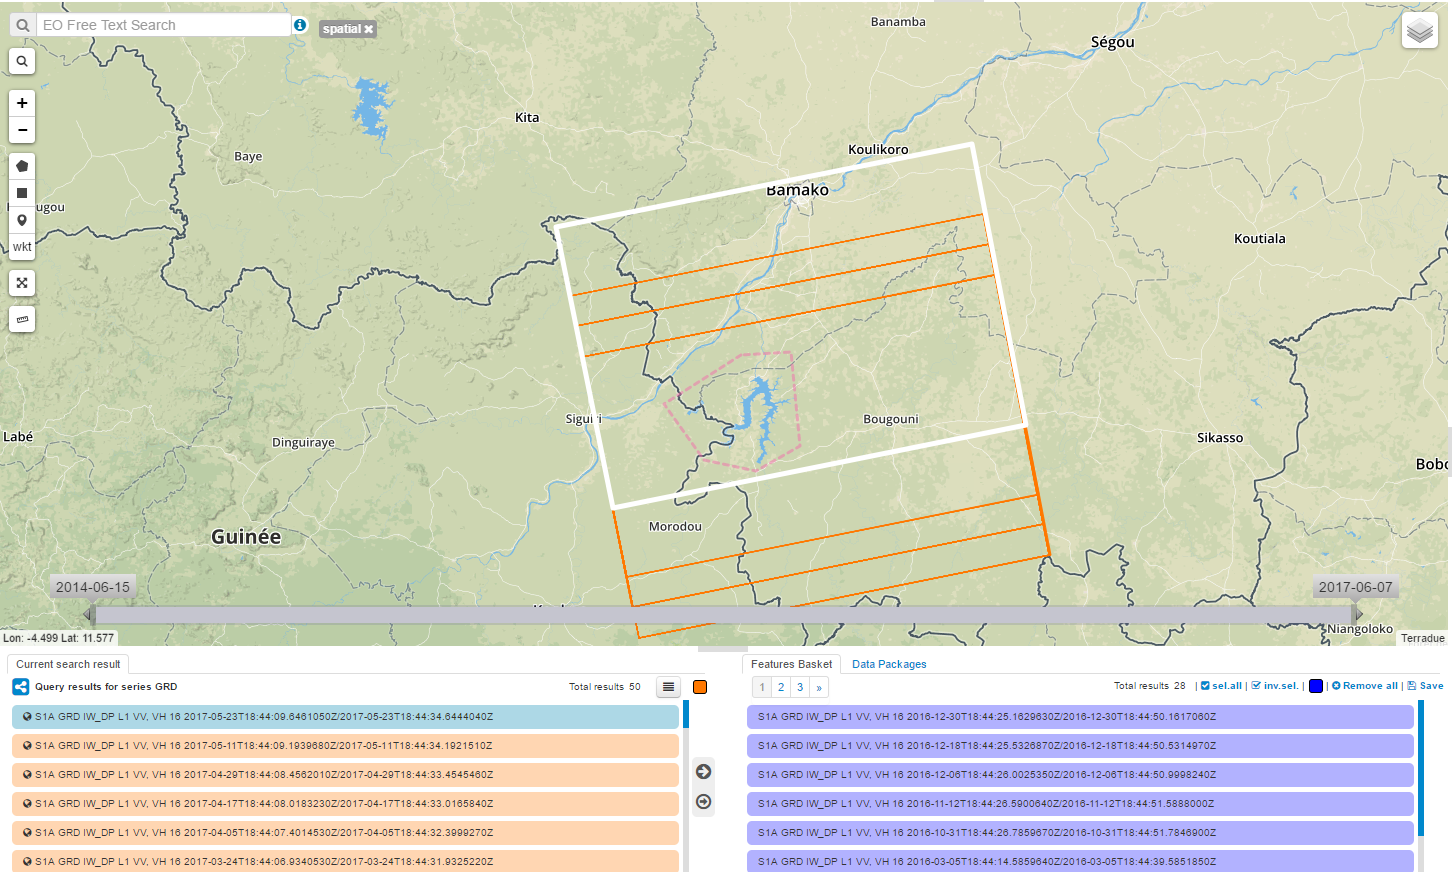 EO Free Text Search
spatial
Banamba
Ségou
Kita
Baye
Koulikoro
Bamako
ugou
wkt
Koutiala
Siguiri
Bougouni
Labé
Dinguiraye
Sikasso
Bobo
Morodou
Guinée
2014-06-15
2017-06-07
Niangoloko
Lon: -4.499 Lat: 11.577
Terradue
Current search result
Features Basket
Data Packages
Query results for series GRD
Total results 50
1 2 3 »
Total results 28 | sel.all | inv.sel. | | Remove all | Save
S1A GRD IW_DP L1 VV, VH 16 2017-05-23T18:44:09.6461050Z/2017-05-23T18:44:34.6444040Z
S1A GRD IW_DP L1 VV, VH 16 2017-05-11T18:44:09.1939680Z/2017-05-11T18:44:34.1921510Z
S1A GRD IW_DP L1 VV, VH 16 2017-04-29T18:44:08.4562010Z/2017-04-29T18:44:33.4545460Z
S1A GRD IW_DP L1 VV, VH 16 2017-04-17T18:44:08.0183230Z/2017-04-17T18:44:33.0165840Z
S1A GRD IW_DP L1 VV, VH 16 2017-04-05T18:44:07.4014530Z/2017-04-05T18:44:32.3999270Z
S1A GRD IW_DP L1 VV, VH 16 2017-03-24T18:44:06.9340530Z/2017-03-24T18:44:31.9325220Z
S1A GRD IW_DP L1 VV, VH 16 2016-12-30T18:44:25.1629630Z/2016-12-30T18:44:50.1617060Z
S1A GRD IW_DP L1 VV, VH 16 2016-12-18T18:44:25.5326870Z/2016-12-18T18:44:50.5314970Z
S1A GRD IW_DP L1 VV, VH 16 2016-12-06T18:44:26.0025350Z/2016-12-06T18:44:50.9998240Z
S1A GRD IW_DP L1 VV, VH 16 2016-11-12T18:44:26.5900640Z/2016-11-12T18:44:51.5888000Z
S1A GRD IW_DP L1 VV, VH 16 2016-10-31T18:44:26.7859670Z/2016-10-31T18:44:51.7846900Z
S1A GRD IW_DP L1 VV, VH 16 2016-03-05T18:44:14.5859640Z/2016-03-05T18:44:39.5851850Z